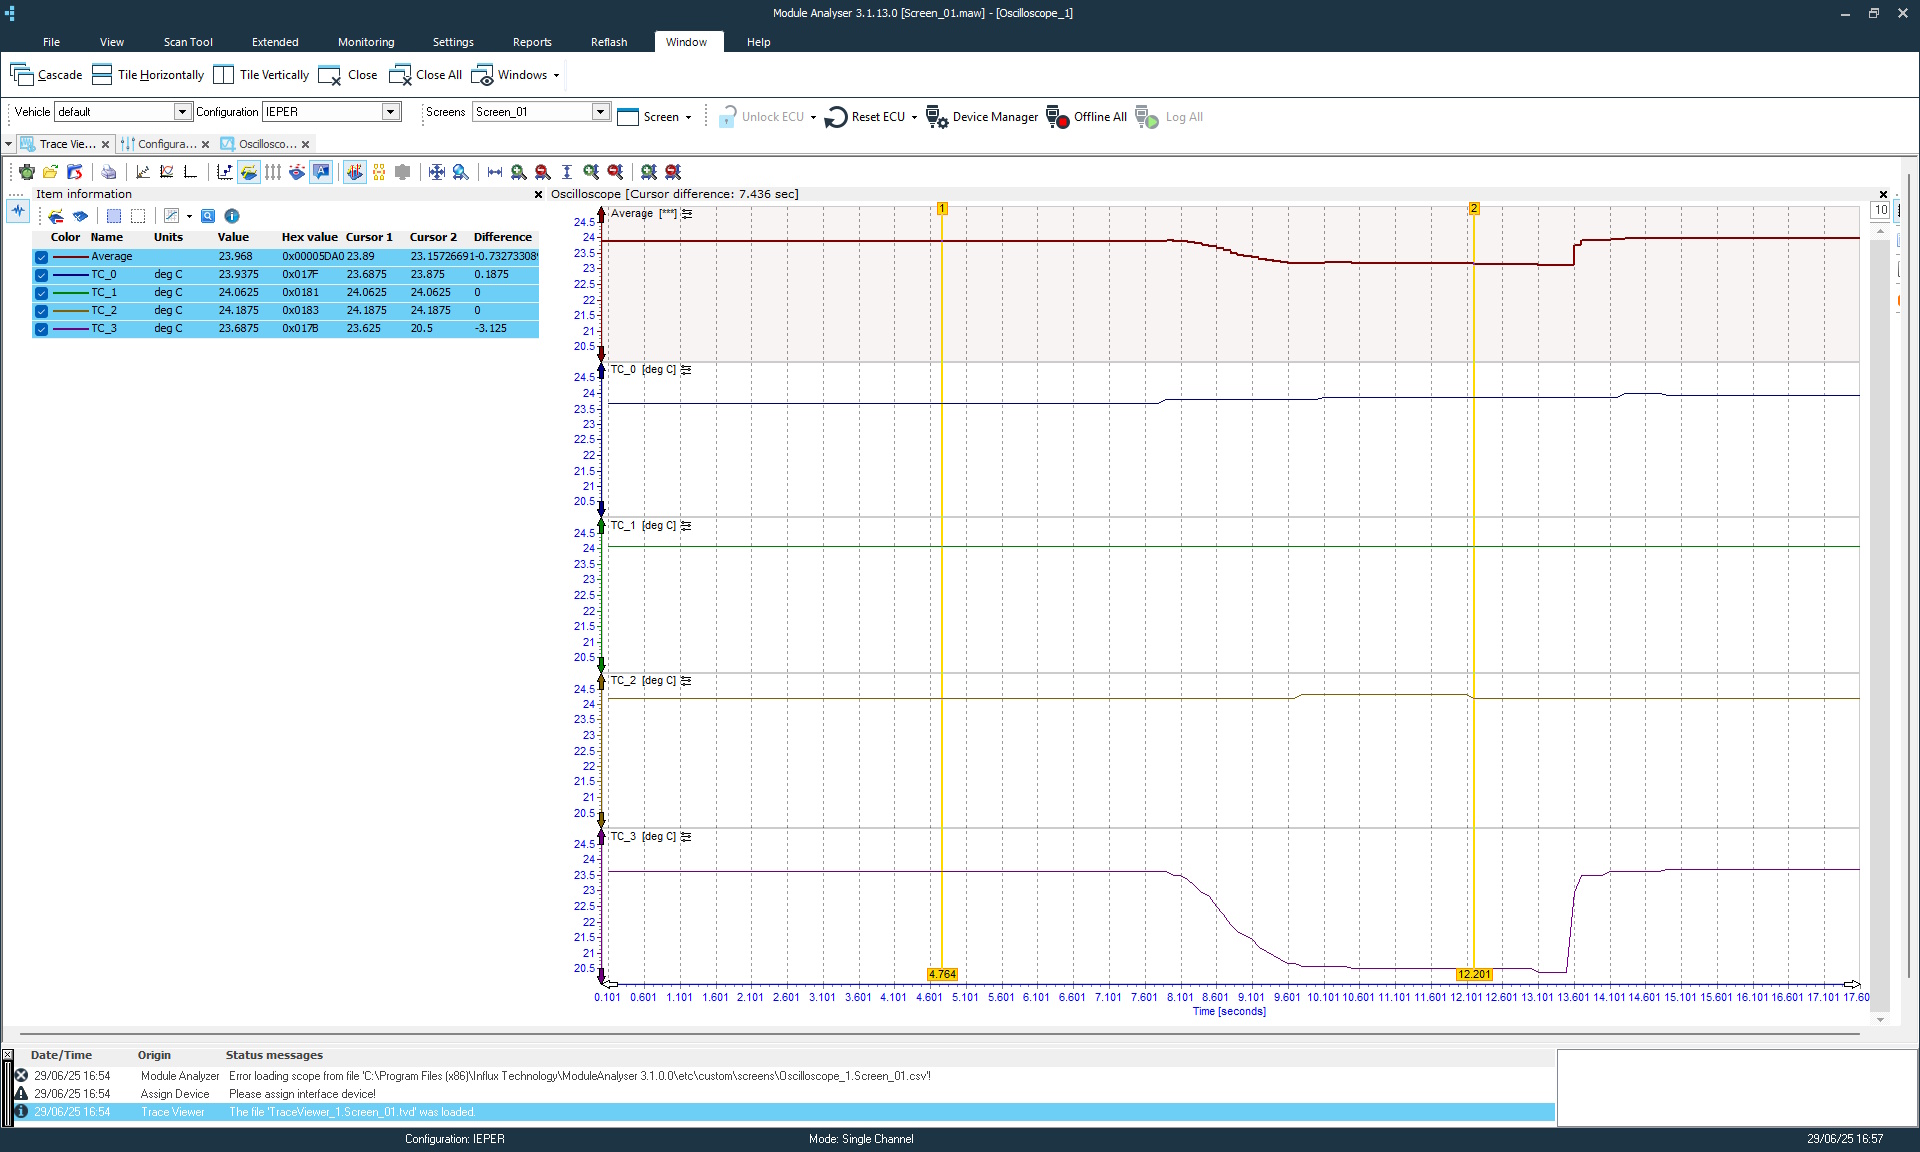 Module Analyser 3.1.13.0 [Screen_01.maw] - [Oscilloscope_1]
File View Scan Tool Extended Monitoring Settings Reports Reflash Window Help
Cascade Tile Horizontally Tile Vertically Close Close All Windows
Vehicle default Configuration IEPER Screens Screen_01 Screen Unlock ECU Reset ECU Device Manager Offline All Log All
Trace Vie... Configura... Oscillosco...
Item information
Oscilloscope [Cursor difference: 7.436 sec]
10
Color Name Units Value Hex value Cursor 1 Cursor 2 Difference
Average 23.968 0x00005DA0 23.89 23.15726691 -0.73273308
TC_0 deg C 23.9375 0x017F 23.6875 23.875 0.1875
TC_1 deg C 24.0625 0x0181 24.0625 24.0625 0
TC_2 deg C 24.1875 0x0183 24.1875 24.1875 0
TC_3 deg C 23.6875 0x017B 23.625 20.5 -3.125
Average [***]
1
2
24.5
24
23.5
23
22.5
22
21.5
21
20.5
TC_0 [deg C]
24.5
24
23.5
23
22.5
22
21.5
21
20.5
TC_1 [deg C]
24.5
24
23.5
23
22.5
22
21.5
21
20.5
TC_2 [deg C]
24.5
24
23.5
23
22.5
22
21.5
21
20.5
TC_3 [deg C]
24.5
24
23.5
23
22.5
22
21.5
21
20.5
4.764
12.201
0.101 0.601 1.101 1.601 2.101 2.601 3.101 3.601 4.101 4.601 5.101 5.601 6.101 6.601 7.101 7.601 8.101 8.601 9.101 9.601 10.101 10.601 11.101 11.601 12.101 12.601 13.101 13.601 14.101 14.601 15.101 15.601 16.101 16.601 17.101 17.60
Time [seconds]
Date/Time Origin Status messages
29/06/25 16:54 Module Analyzer Error loading scope from file 'C:\Program Files (x86)\Influx Technology\ModuleAnalyser 3.1.0.0\etc\custom\screens\Oscilloscope_1.Screen_01.csv'!
29/06/25 16:54 Assign Device Please assign interface device!
29/06/25 16:54 Trace Viewer The file 'TraceViewer_1.Screen_01.tvd' was loaded.
Configuration: IEPER
Mode: Single Channel
29/06/25 16:57